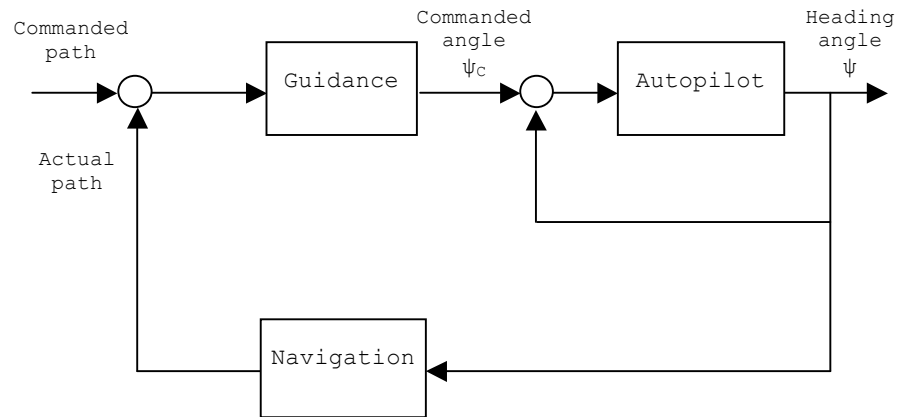 Commanded
path
Guidance
Commanded
angle
ψC
Autopilot
Heading
angle
ψ
Actual
path
Navigation